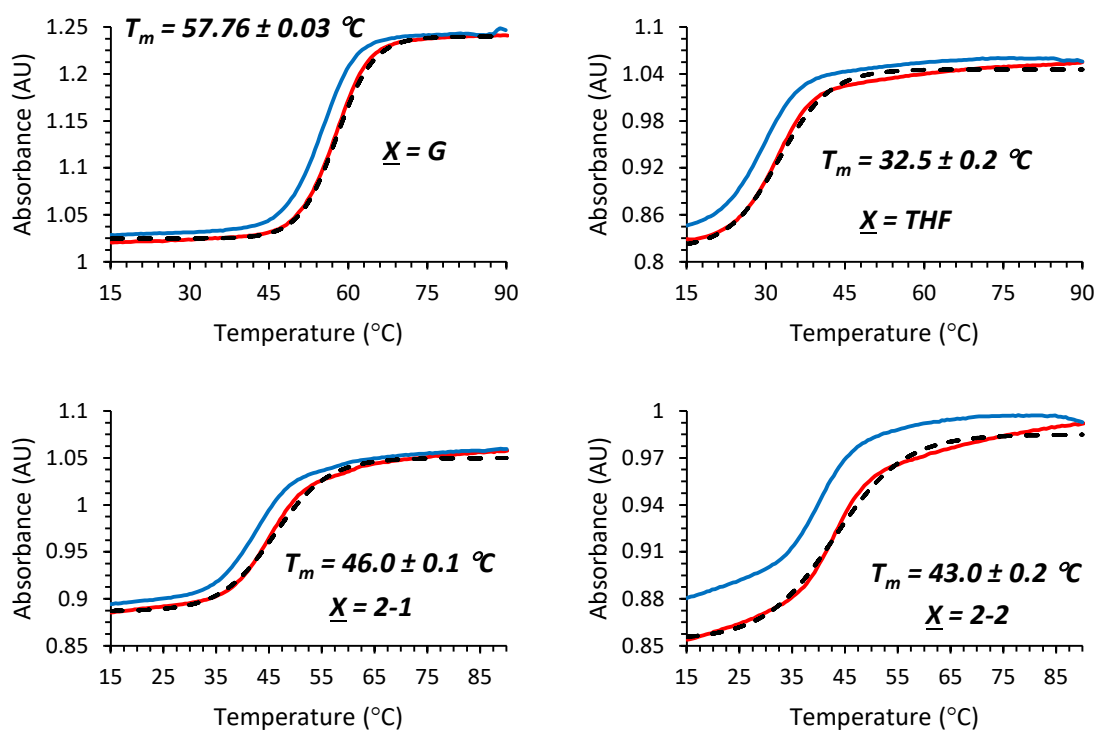 Tm = 57.76 ± 0.03 ℃
X = G
Absorbance (AU)
1.25
1.2
1.15
1.1
1.05
1
15 30 45 60 75 90
Temperature (°C)
Tm = 32.5 ± 0.2 ℃
X = THF
Absorbance (AU)
1.1
1.04
0.98
0.92
0.86
0.8
15 30 45 60 75 90
Temperature (°C)
Tm = 46.0 ± 0.1 ℃
X = 2-1
Absorbance (AU)
1.1
1.05
1
0.95
0.9
0.85
15 25 35 45 55 65 75 85
Temperature (°C)
Tm = 43.0 ± 0.2 ℃
X = 2-2
Absorbance (AU)
1
0.97
0.94
0.91
0.88
0.85
15 25 35 45 55 65 75 85
Temperature (°C)